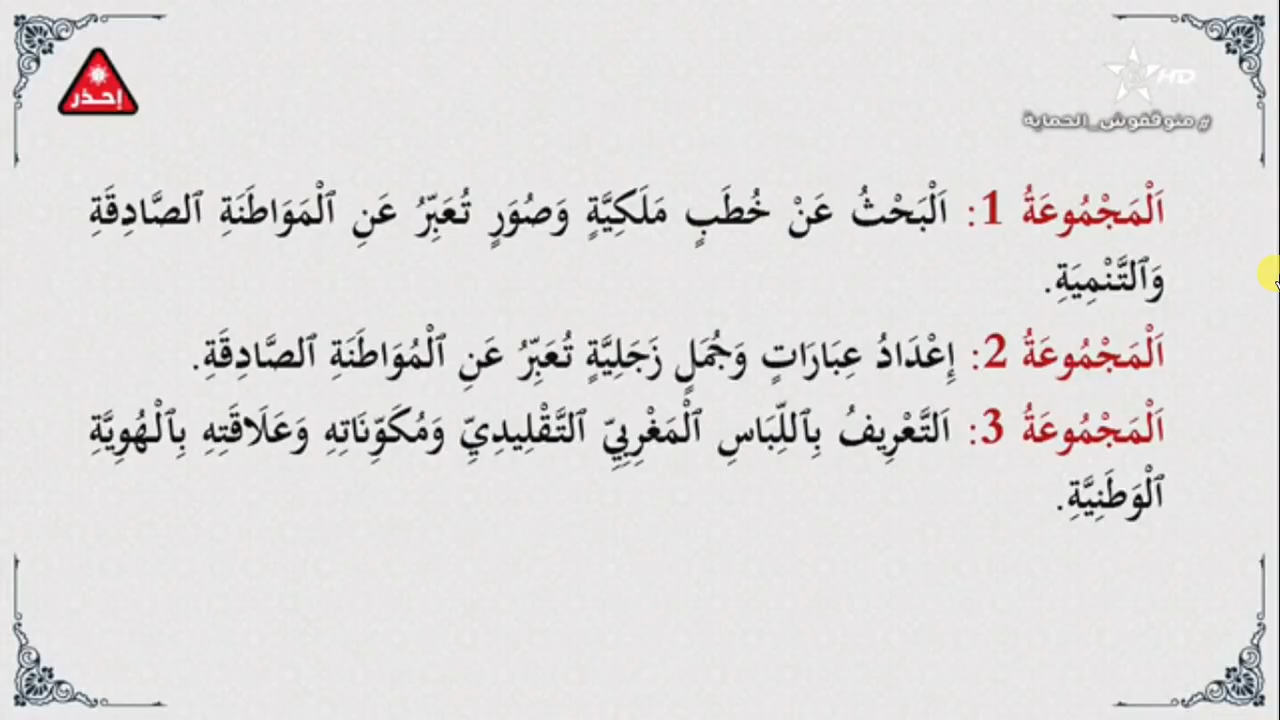 إحذر
HD
#منوقفوش_الحماية
اَلْمَجْمُوعَةُ 1: اَلْبَحْثُ عَنْ خُطَبٍ مَلَكِيَّةٍ وَصُوَرٍ تُعَبِّرُ عَنِ ٱلْمَوَاطَنَةِ ٱلصَّادِقَةِ
وَٱلتَّنْمِيَةِ.
اَلْمَجْمُوعَةُ 2: إِعْدَادُ عِبَارَاتٍ وَجُمَلٍ زَجَلِيَّةٍ تُعَبِّرُ عَنِ ٱلْمُوَاطَنَةِ ٱلصَّادِقَةِ.
اَلْمَجْمُوعَةُ 3: اَلتَّعْرِيفُ بِٱللِّبَاسِ ٱلْمَغْرِبِيِّ ٱلتَّقْلِيدِيِّ وَمُكَوِّنَاتِهِ وَعَلَاقَتِهِ بِٱلْهُوِيَّةِ
ٱلْوَطَنِيَّةِ.